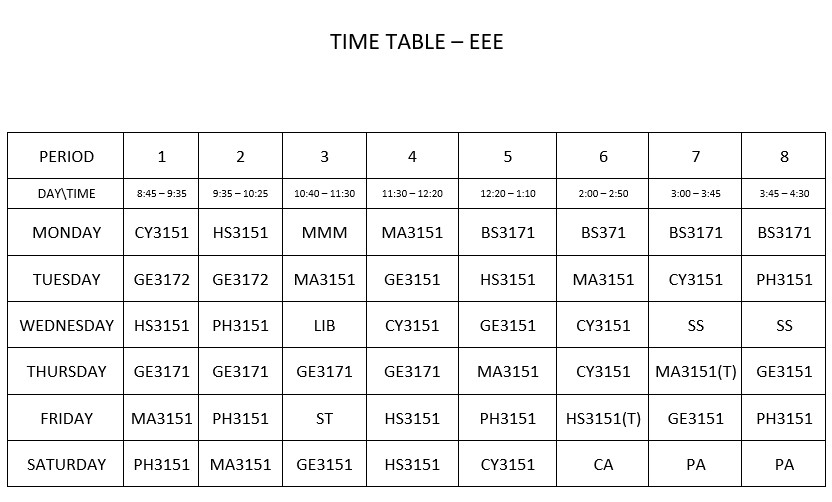 TIME TABLE – EEE
PERIOD 1 2 3 4 5 6 7 8
DAY\TIME 8:45 – 9:35 9:35 – 10:25 10:40 – 11:30 11:30 – 12:20 12:20 – 1:10 2:00 – 2:50 3:00 – 3:45 3:45 – 4:30
MONDAY CY3151 HS3151 MMM MA3151 BS3171 BS371 BS3171 BS3171
TUESDAY GE3172 GE3172 MA3151 GE3151 HS3151 MA3151 CY3151 PH3151
WEDNESDAY HS3151 PH3151 LIB CY3151 GE3151 CY3151 SS SS
THURSDAY GE3171 GE3171 GE3171 GE3171 MA3151 CY3151 MA3151(T) GE3151
FRIDAY MA3151 PH3151 ST HS3151 PH3151 HS3151(T) GE3151 PH3151
SATURDAY PH3151 MA3151 GE3151 HS3151 CY3151 CA PA PA